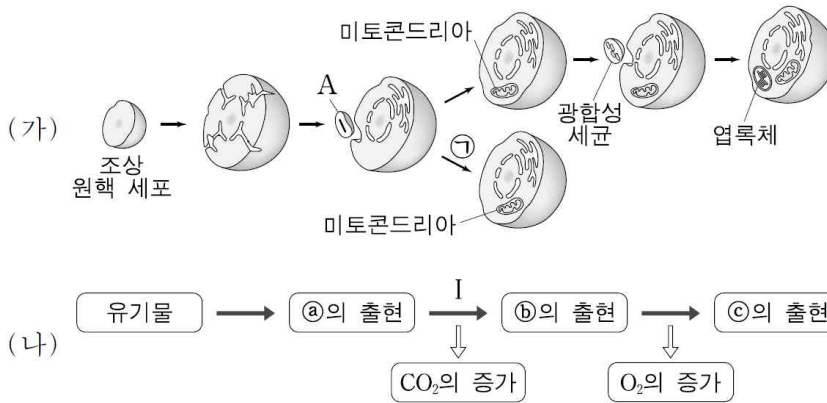 (가)
조상
원핵 세포
A
미토콘드리아
㉠
미토콘드리아
광합성
세균
엽록체
(나)
유기물
ⓐ의 출현
Ⅰ
ⓑ의 출현
ⓒ의 출현
CO₂의 증가
O₂의 증가